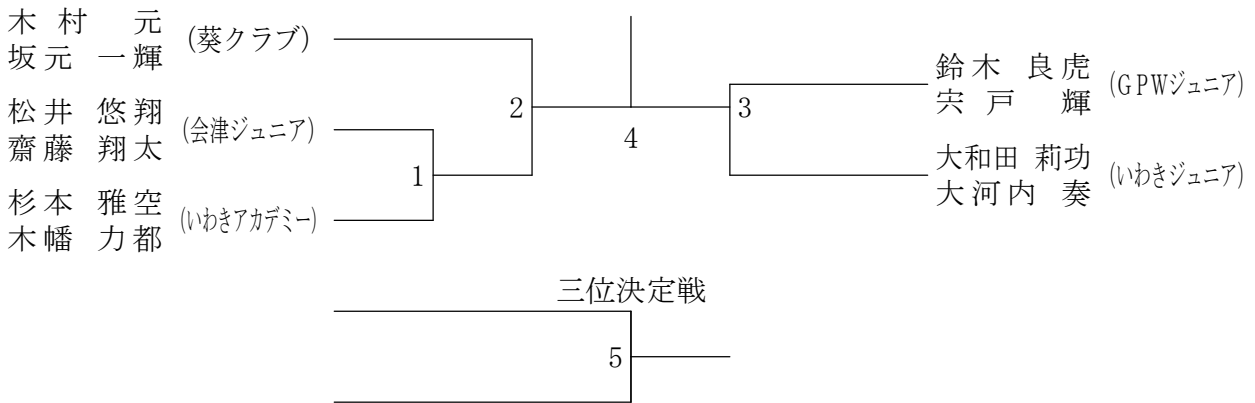 木村 元
坂元 一輝
(葵クラブ)
松井 悠翔
齋藤 翔太
(会津ジュニア)
杉本 雅空
木幡 力都
(いわきアカデミー)
1
2
4
3
鈴木 良虎
宍戸 輝
(GPWジュニア)
大和田 莉功
大河内 奏
(いわきジュニア)
三位決定戦
5